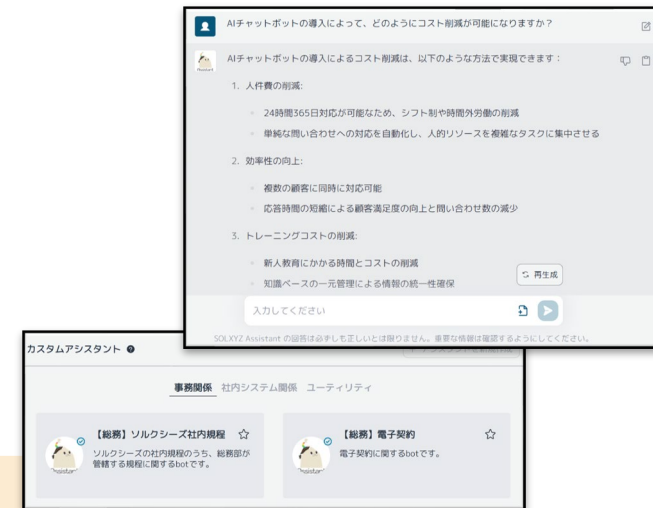 AIチャットボットの導入によって、どのようにコスト削減が可能になりますか？
AIチャットボットの導入によるコスト削減は、以下のような方法で実現できます：
1. 人件費の削減:
24時間365日対応が可能なため、シフト制や時間外労働の削減
単純な問い合わせへの対応を自動化し、人的リソースを複雑なタスクに集中させる
2. 効率性の向上:
複数の顧客に同時に対応可能
応答時間の短縮による顧客満足度の向上と問い合わせ数の減少
3. トレーニングコストの削減:
新人教育にかかる時間とコストの削減
知識ベースの一元管理による情報の統一性確保
再生成
入力してください
SOLXYZ Assistant の回答は必ずしも正しいとは限りません。重要な情報は確認するようにしてください。
カスタムアシスタント
事務関係 社内システム関係 ユーティリティ
【総務】ソルクシーズ社内規程
ソルクシーズの社内規程のうち、総務部が
管轄する規程に関するbotです。
【総務】電子契約
電子契約に関するbotです。